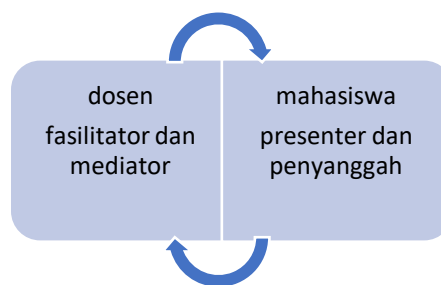 dosen
fasilitator dan
mediator
mahasiswa
presenter dan
penyanggah